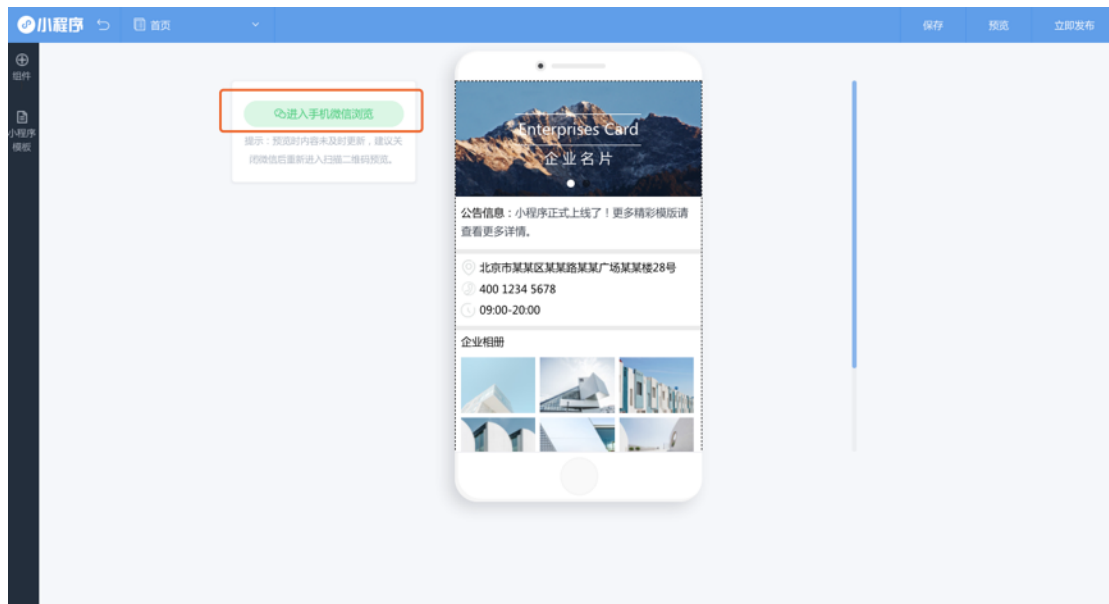 小程序
首页
保存
预览
立即发布
组件
小程序
模板
进入手机微信浏览
提示：预览时内容未及时更新，建议关
闭微信后重新进入扫描二维码预览。
Enterprises Card
企业名片
公告信息：小程序正式上线了！更多精彩模版请
查看更多详情。
北京市某某区某某路某某广场某某楼28号
400 1234 5678
09:00-20:00
企业相册